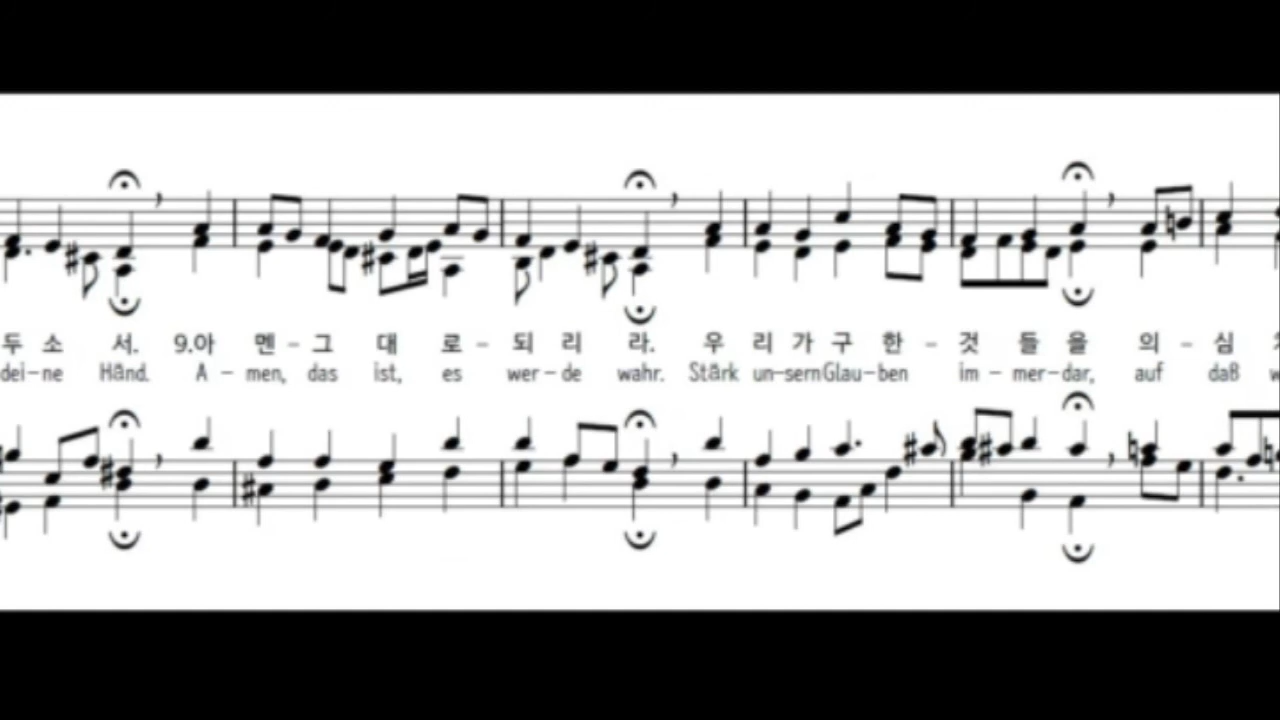 두 소 서. 9.아 멘 - 그 대 로 - 되 리 라. 우 리 가 구 한 - 것 들 을 의 - 심
dei-ne Händ. A - men, das ist, es wer-de wahr. Stärk un-sern Glau-ben im - mer-dar, auf daß